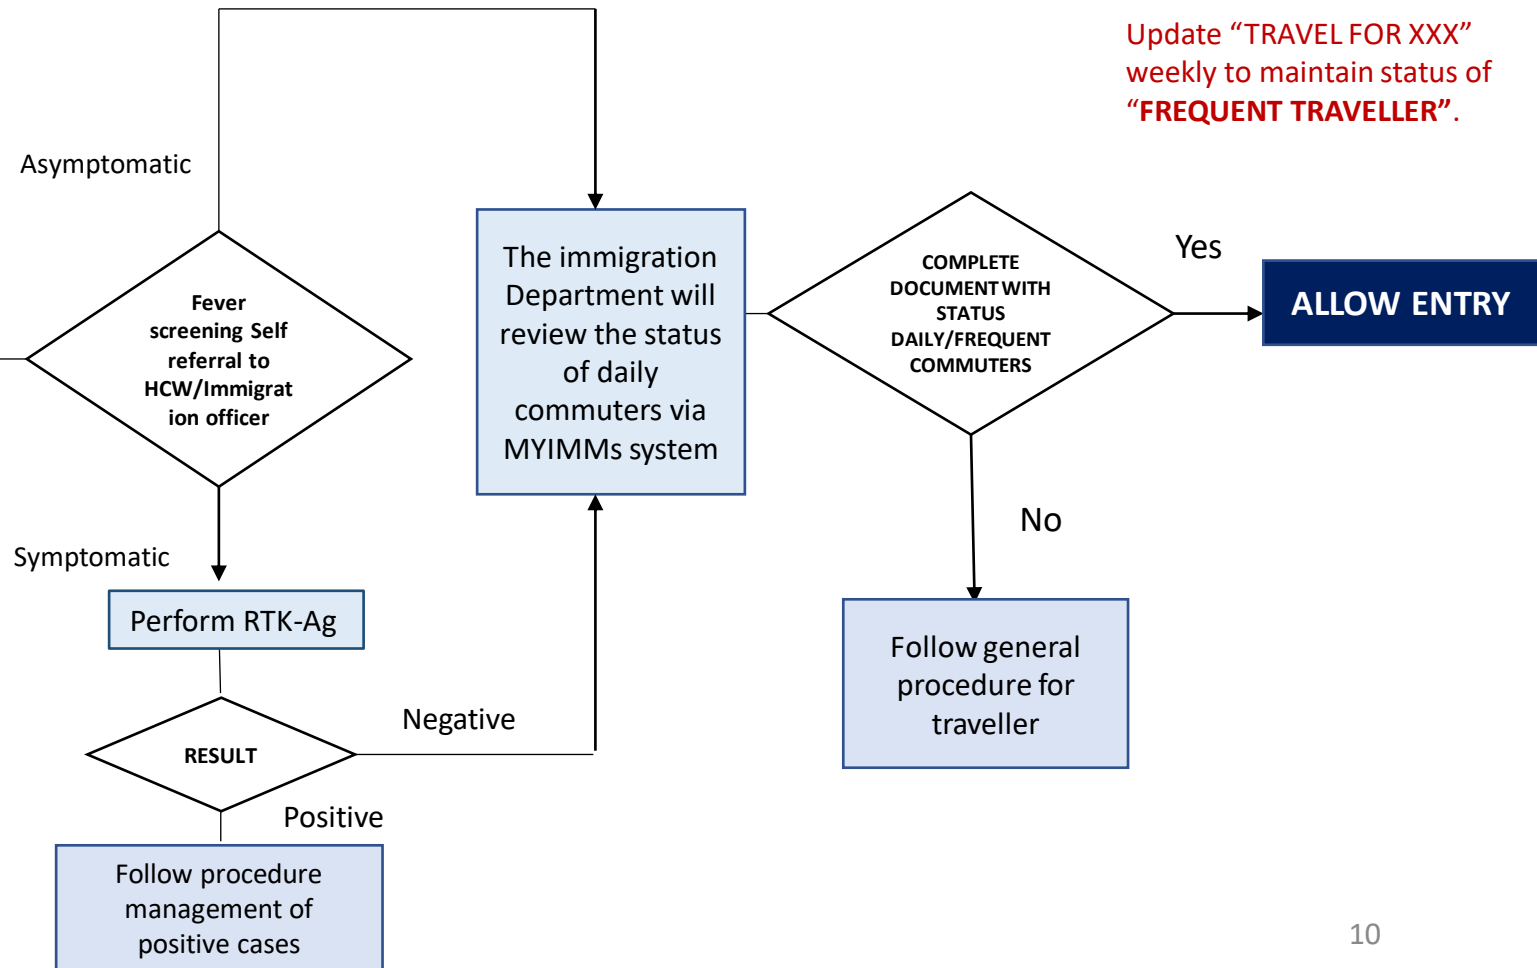 Update “TRAVEL FOR XXX”
weekly to maintain status of
“FREQUENT TRAVELLER”.
Asymptomatic
Fever
screening Self
referral to
HCW/Immigrat
ion officer
Symptomatic
Perform RTK-Ag
RESULT
Negative
Positive
Follow procedure
management of
positive cases
The immigration
Department will
review the status
of daily
commuters via
MYIMMs system
COMPLETE
DOCUMENT WITH
STATUS
DAILY/FREQUENT
COMMUTERS
Yes
ALLOW ENTRY
No
Follow general
procedure for
traveller
10